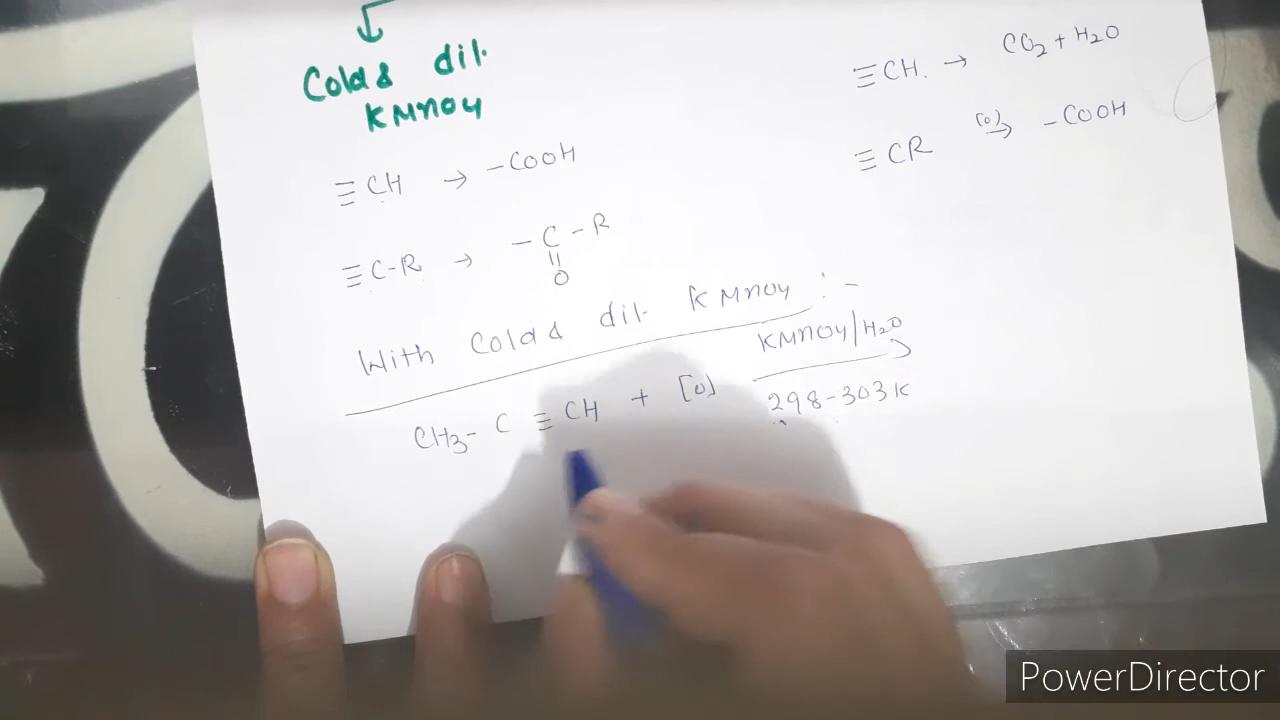 Cold & dil.
KMnO4
≡CH → -COOH
≡C-R → -C-R
||
O
≡CH. → CO2 + H2O
≡CR (O) → -COOH
With Cold & dil. KMnO4 :-
CH3-C≡CH + [O] KMnO4/H2O →
298-303K
PowerDirector